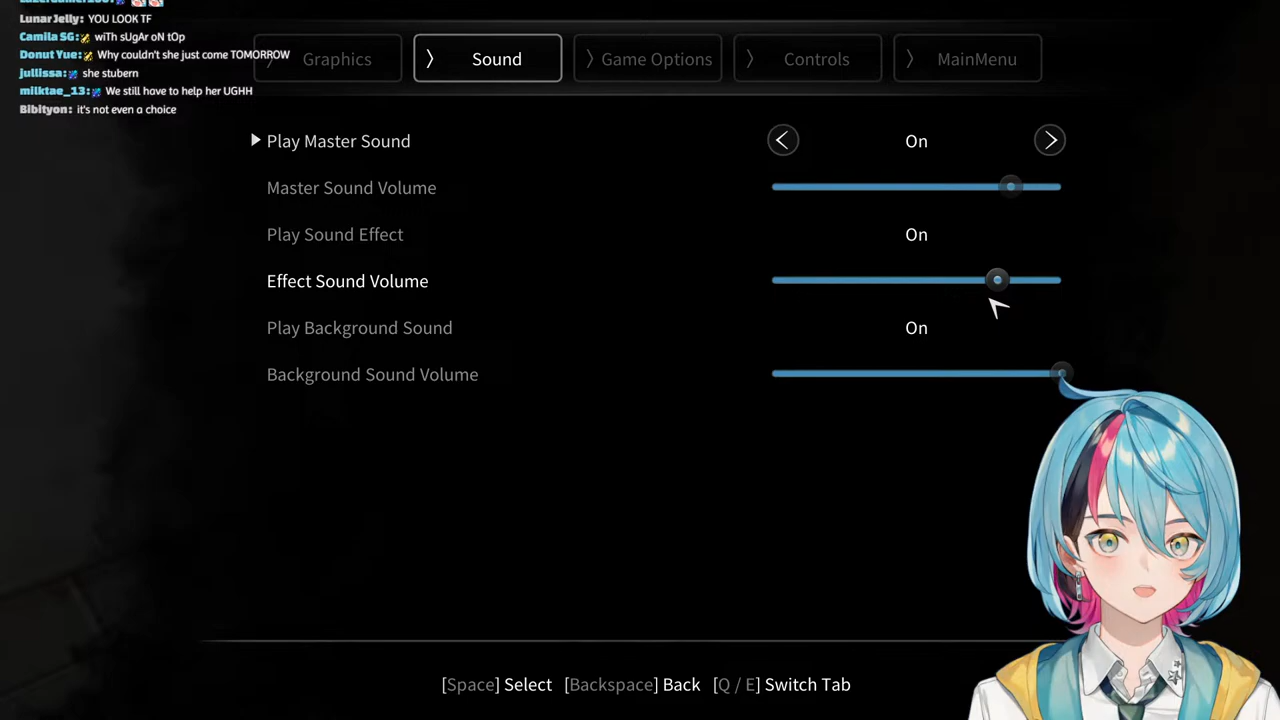 LunarJelly: YOU LOOK TF
Camila SG: wiTh sUgAr oN tOp
Donut Yue: Why couldn't she just come TOMORROW
jullissa: she stubern
milktae_13: We still have to help her UGHH
Bibityon: it's not even a choice
Graphics
Sound
Game Options
Controls
MainMenu
Play Master Sound
On
Master Sound Volume
Play Sound Effect
On
Effect Sound Volume
Play Background Sound
On
Background Sound Volume
[Space] Select [Backspace] Back [Q / E] Switch Tab